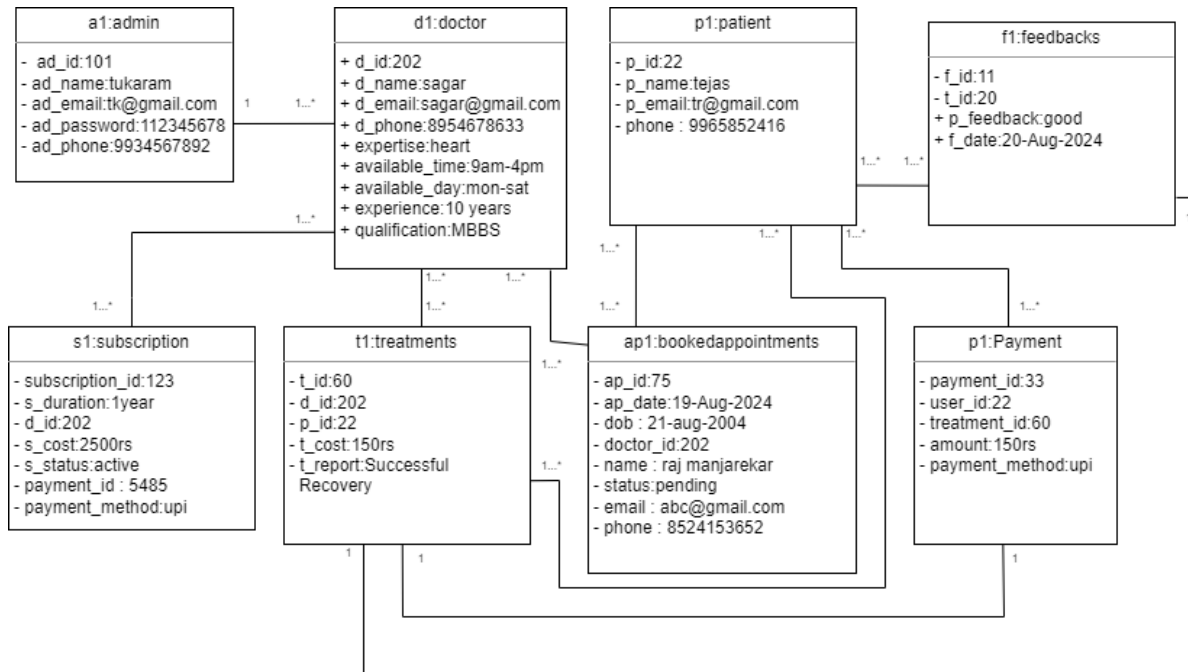 a1:admin
- ad_id:101
- ad_name:tukaram
- ad_email:tk@gmail.com
- ad_password:112345678
- ad_phone:9934567892
1
1...*
d1:doctor
+ d_id:202
+ d_name:sagar
+ d_email:sagar@gmail.com
+ d_phone:8954678633
+ expertise:heart
+ available_time:9am-4pm
+ available_day:mon-sat
+ experience:10 years
+ qualification:MBBS
p1:patient
- p_id:22
- p_name:tejas
- p_email:tr@gmail.com
- phone : 9965852416
1...*
1...*
f1:feedbacks
- f_id:11
- t_id:20
+ p_feedback:good
+ f_date:20-Aug-2024
1...*
1...*
1...*
1...*
1...*
1...*
1...*
1...*
1...*
1...*
1...*
s1:subscription
- subscription_id:123
- s_duration:1year
- d_id:202
- s_cost:2500rs
- s_status:active
- payment_id : 5485
- payment_method:upi
t1:treatments
- t_id:60
- d_id:202
- p_id:22
- t_cost:150rs
- t_report:Successful
Recovery
1...*
1...*
ap1:bookedappointments
- ap_id:75
- ap_date:19-Aug-2024
- dob : 21-aug-2004
- doctor_id:202
- name : raj manjarekar
- status:pending
- email : abc@gmail.com
- phone : 8524153652
p1:Payment
- payment_id:33
- user_id:22
- treatment_id:60
- amount:150rs
- payment_method:upi
1
1
1